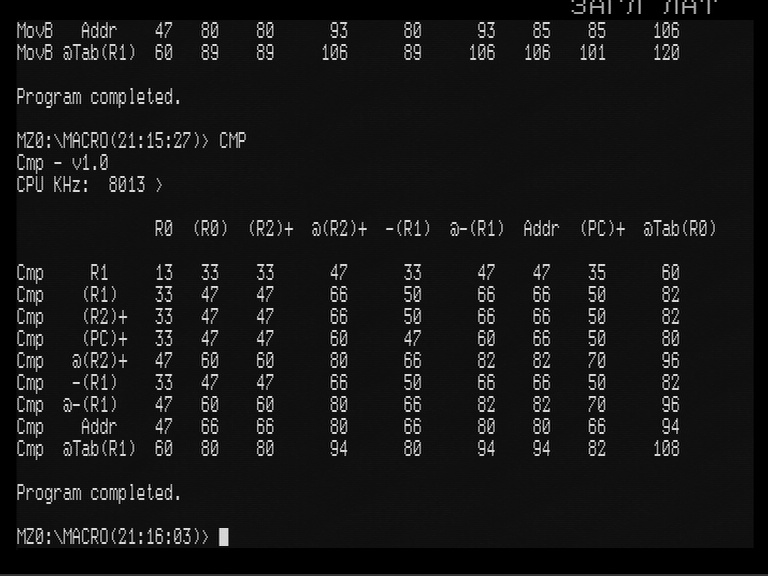 ЗАГЛ ЛАТ
MovB Addr 47 80 80 93 80 93 85 85 106
MovB @Tab(R1) 60 89 89 106 89 106 106 101 120
Program completed.
MZ0:\MACRO(21:15:27)> CMP
Cmp - v1.0
CPU KHz: 8013 >
R0 (R0) (R2)+ @(R2)+ -(R1) @-(R1) Addr (PC)+ @Tab(R0)
Cmp R1 13 33 33 47 33 47 47 35 60
Cmp (R1) 33 47 47 66 50 66 66 50 82
Cmp (R2)+ 33 47 47 66 50 66 66 50 82
Cmp (PC)+ 33 47 47 60 47 60 66 50 80
Cmp @(R2)+ 47 60 60 80 66 82 82 70 96
Cmp -(R1) 33 47 47 66 50 66 66 50 82
Cmp @-(R1) 47 60 60 80 66 82 82 70 96
Cmp Addr 47 66 66 80 66 80 80 66 94
Cmp @Tab(R1) 60 80 80 94 80 94 94 82 108
Program completed.
MZ0:\MACRO(21:16:03)>